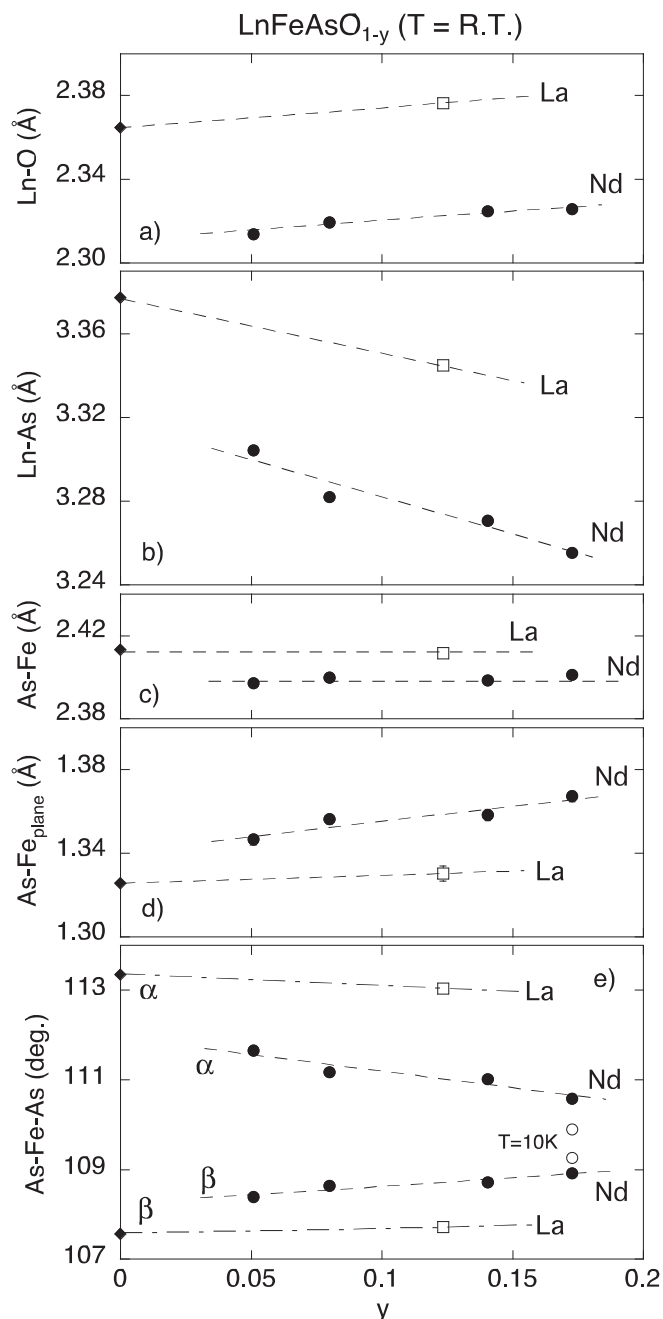 LnFeAsO1-y (T = R.T.)
2.38
2.34
2.30
Ln-O (Å)
La
Nd
a)
3.36
3.32
3.28
3.24
Ln-As (Å)
La
Nd
b)
2.42
2.38
As-Fe (Å)
La
Nd
c)
1.38
1.34
1.30
As-Feplane (Å)
Nd
La
d)
113
111
109
107
As-Fe-As (deg.)
e)
α
La
α
Nd
T=10K
β
Nd
β
La
0 0.05 0.1 0.15 0.2
y